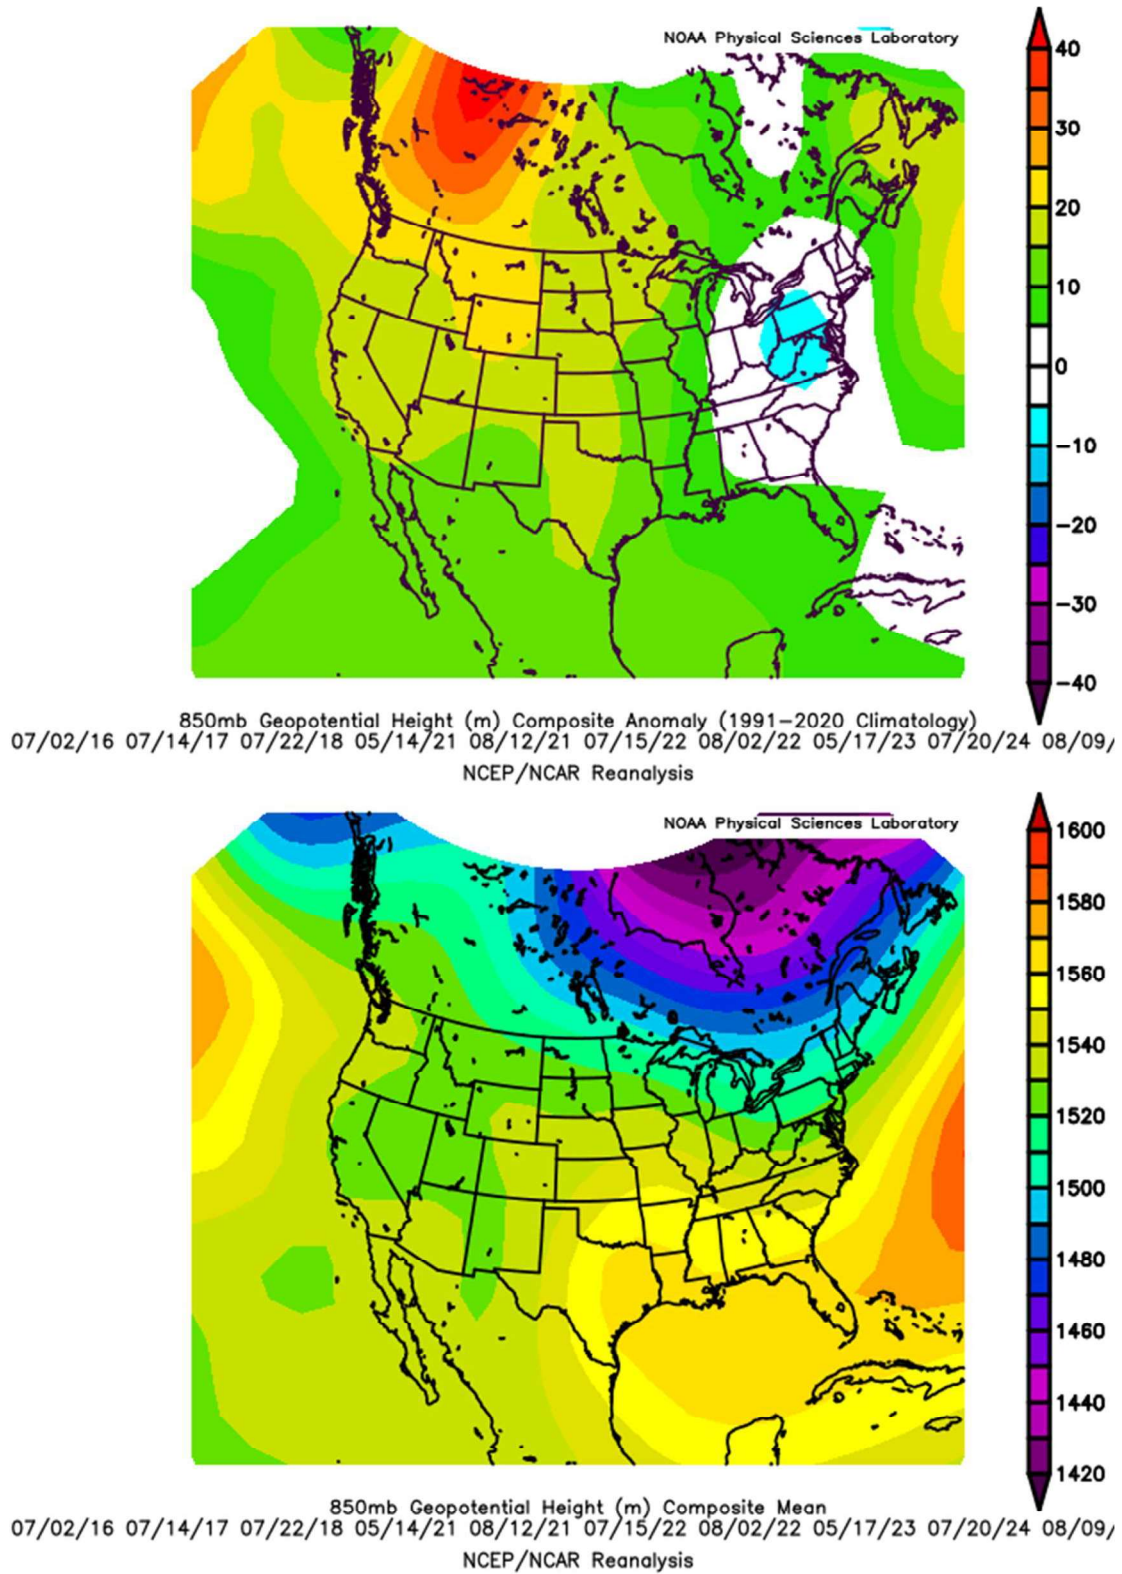 NOAA Physical Sciences Laboratory
40
30
20
10
0
-10
-20
-30
-40
850mb Geopotential Height (m) Composite Anomaly (1991-2020 Climatology)
07/02/16 07/14/17 07/22/18 05/14/21 08/12/21 07/15/22 08/02/22 05/17/23 07/20/24 08/09/
NCEP/NCAR Reanalysis
NOAA Physical Sciences Laboratory
1600
1580
1560
1540
1520
1500
1480
1460
1440
1420
850mb Geopotential Height (m) Composite Mean
07/02/16 07/14/17 07/22/18 05/14/21 08/12/21 07/15/22 08/02/22 05/17/23 07/20/24 08/09/
NCEP/NCAR Reanalysis